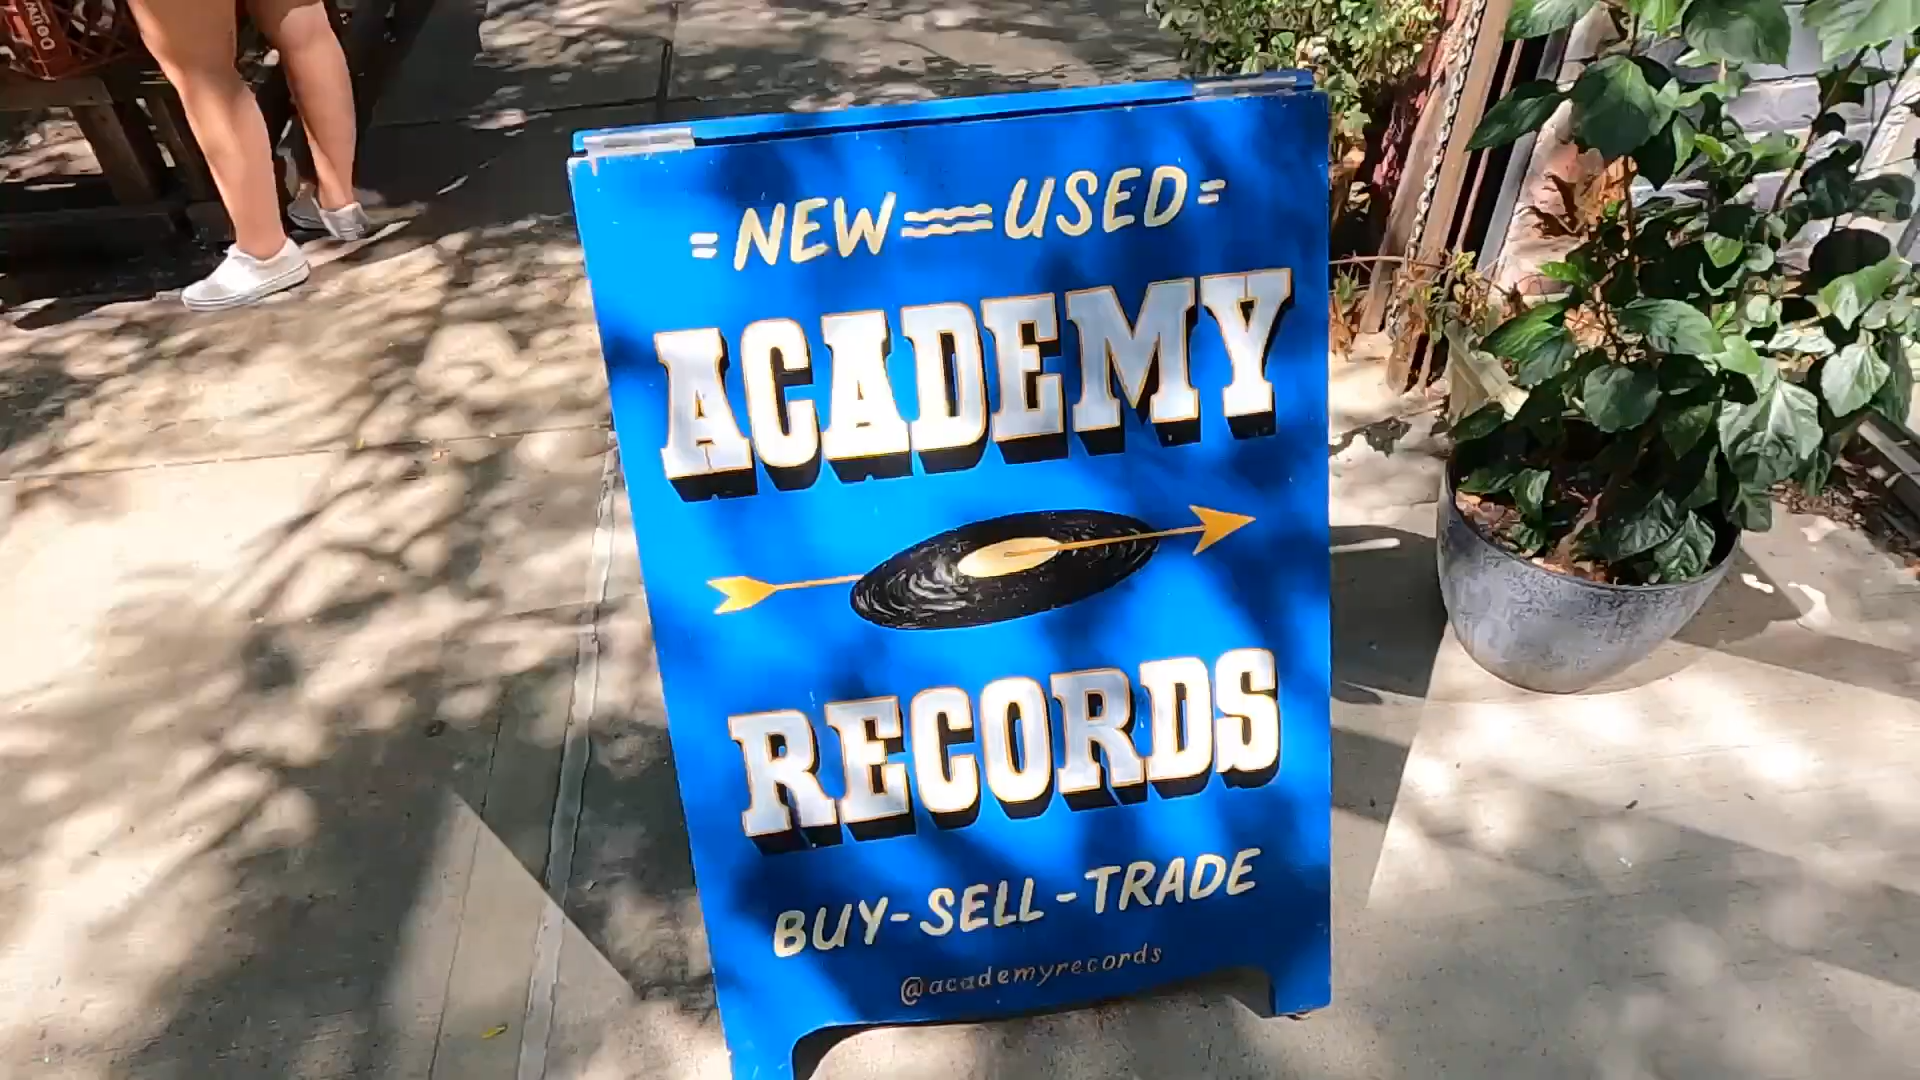 =NEW==USED=
ACADEMY
RECORDS
BUY-SELL-TRADE
@academyrecords